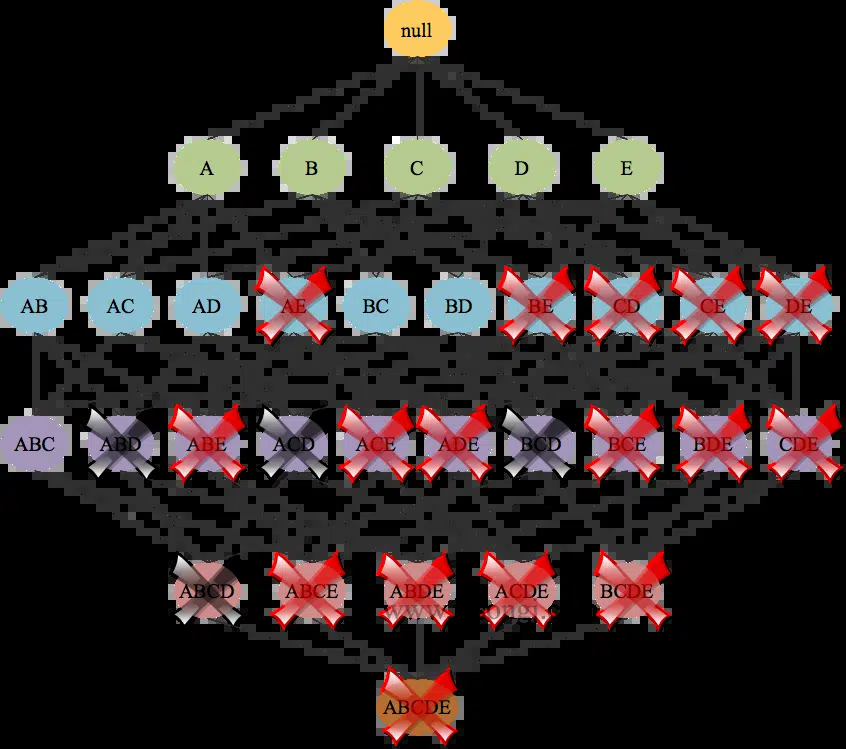 null
A B C D E
AB AC AD AE BC BD BE CD CE DE
ABC ABD ABE ACD ACE ADE BCD BCE BDE CDE
ABCD ABCE ABDE ACDE BCDE
ABCDE